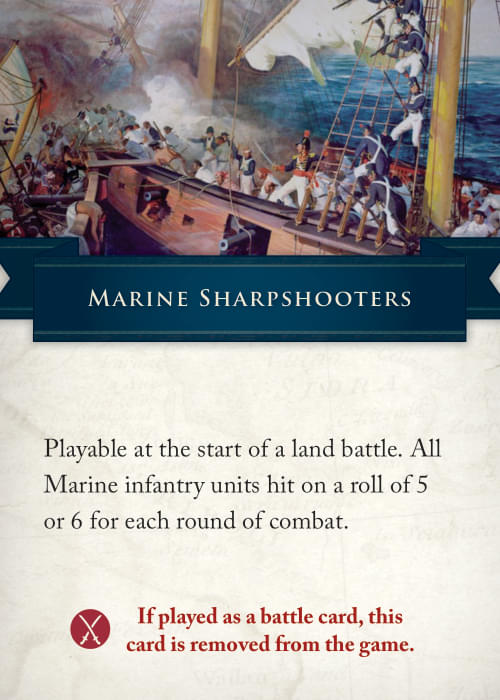 Marine Sharpshooters
Playable at the start of a land battle. All
Marine infantry units hit on a roll of 5
or 6 for each round of combat.
If played as a battle card, this
card is removed from the game.